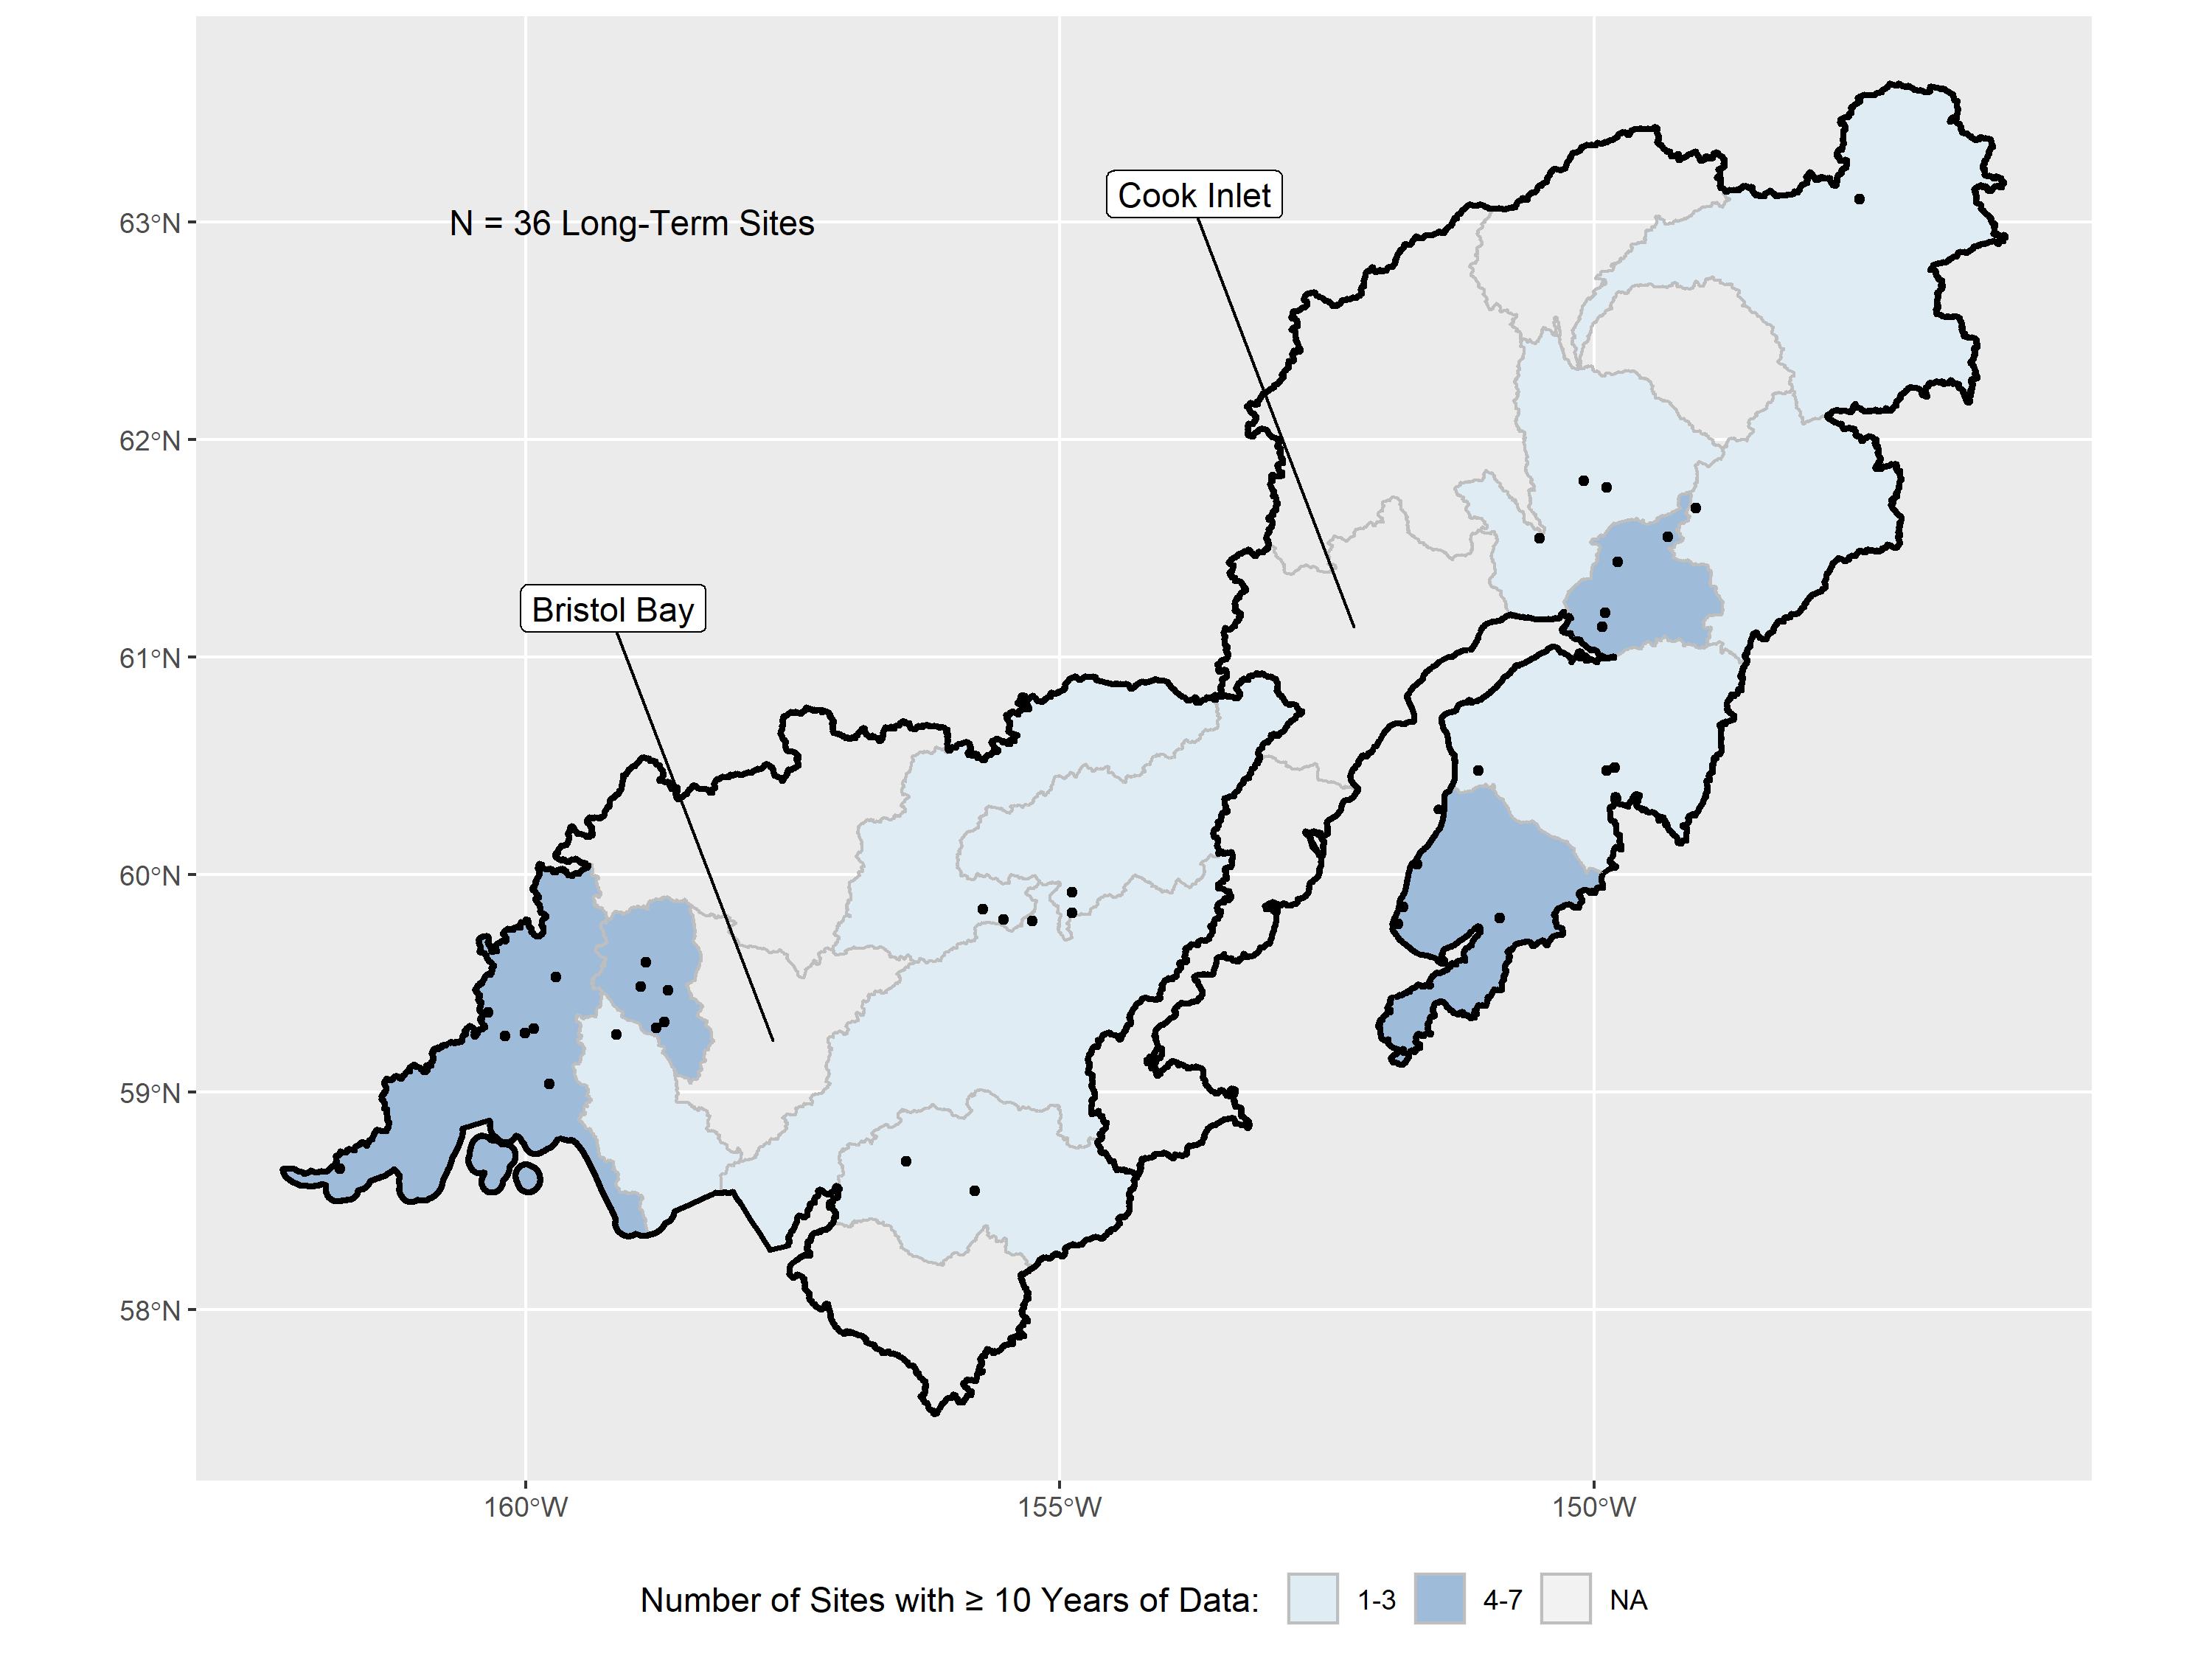 Cook Inlet
63°N
N = 36 Long-Term Sites
62°N
Bristol Bay
61°N
60°N
59°N
58°N
160°W
155°W
150°W
Number of Sites with ≥ 10 Years of Data:
1-3
4-7
NA